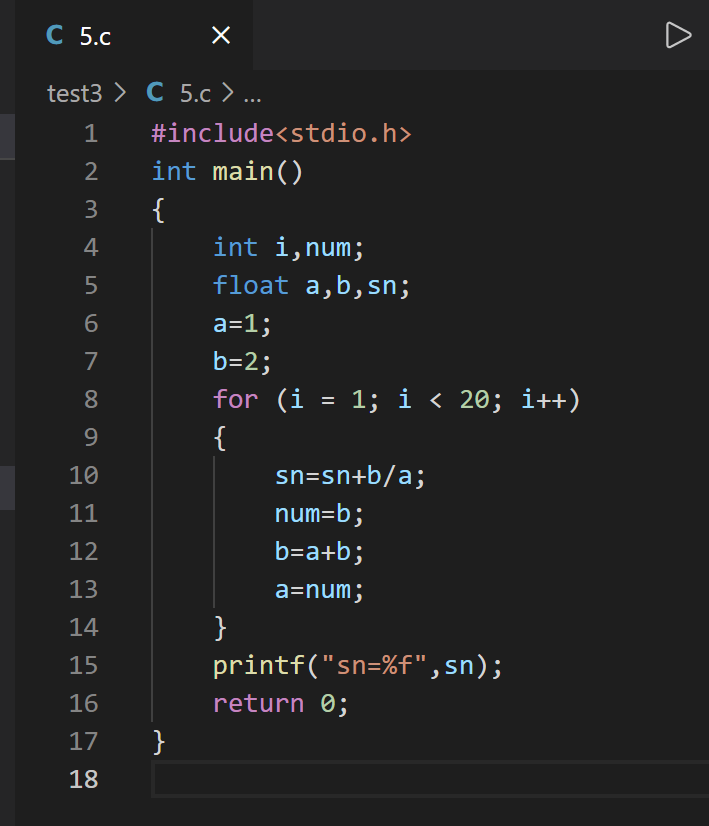 C 5.c ×
test3 > C 5.c > ...
1 #include<stdio.h>
2 int main()
3 {
4     int i,num;
5     float a,b,sn;
6     a=1;
7     b=2;
8     for (i = 1; i < 20; i++)
9     {
10         sn=sn+b/a;
11         num=b;
12         b=a+b;
13         a=num;
14     }
15     printf("sn=%f",sn);
16     return 0;
17 }
18